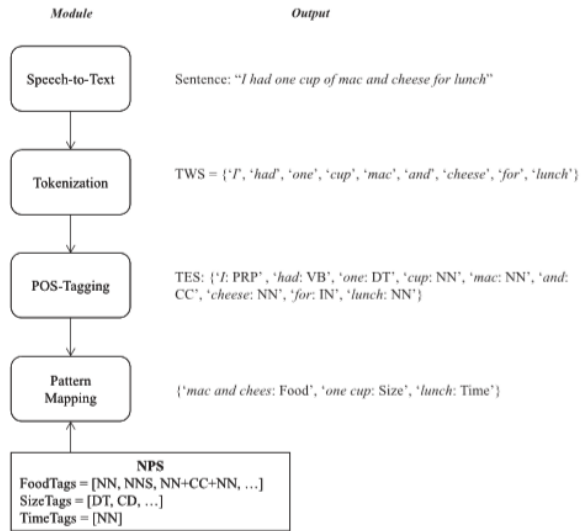 Module Output
Speech-to-Text
Sentence: “I had one cup of mac and cheese for lunch”
Tokenization
TWS = {‘I’, ‘had’, ‘one’, ‘cup’, ‘mac’, ‘and’, ‘cheese’, ‘for’, ‘lunch’}
POS-Tagging
TES: {‘I: PRP’ , ‘had: VB’, ‘one: DT’, ‘cup: NN’, ‘mac: NN’, ‘and:
CC’, ‘cheese: NN’, ‘for: IN’, ‘lunch: NN’}
Pattern
Mapping
{‘mac and chees: Food’, ‘one cup: Size’, ‘lunch: Time’}
NPS
FoodTags = [NN, NNS, NN+CC+NN, …]
SizeTags = [DT, CD, …]
TimeTags = [NN]